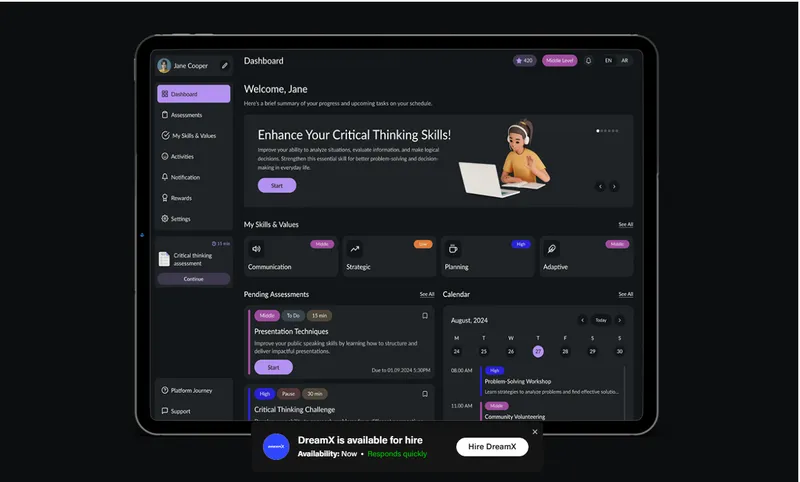 Jane Cooper
Dashboard
Assessments
My Skills & Values
Activities
Notification
Rewards
Settings
Critical thinking
assessment
Continue
Platform Journey
Support
Dashboard
420
Middle Level
EN
AR
Welcome, Jane
Here's a brief summary of your progress and upcoming tasks on your schedule.
Enhance Your Critical Thinking Skills!
Improve your ability to analyze situations, evaluate information, and make logical
decisions. Strengthen this essential skill for better problem-solving and decision-
making in everyday life.
Start
My Skills & Values
See All
Middle
Communication
Low
Strategic
High
Planning
Middle
Adaptive
Pending Assessments
See All
Middle
To Do
15 min
Presentation Techniques
Improve your public speaking skills by learning how to structure and
deliver impactful presentations.
Start
Due to 01.09.2024 5:30PM
High
Pause
30 min
Critical Thinking Challenge
Calendar
See All
August, 2024
Today
M T W T F S S
24 25 26 27 28 29 30
08.00 AM
High
Problem-Solving Workshop
Learn strategies to analyze problems and find effective solutio...
11.00 AM
Middle
Community Volunteering
DreamX
DreamX is available for hire
Availability: Now • Responds quickly
Hire DreamX